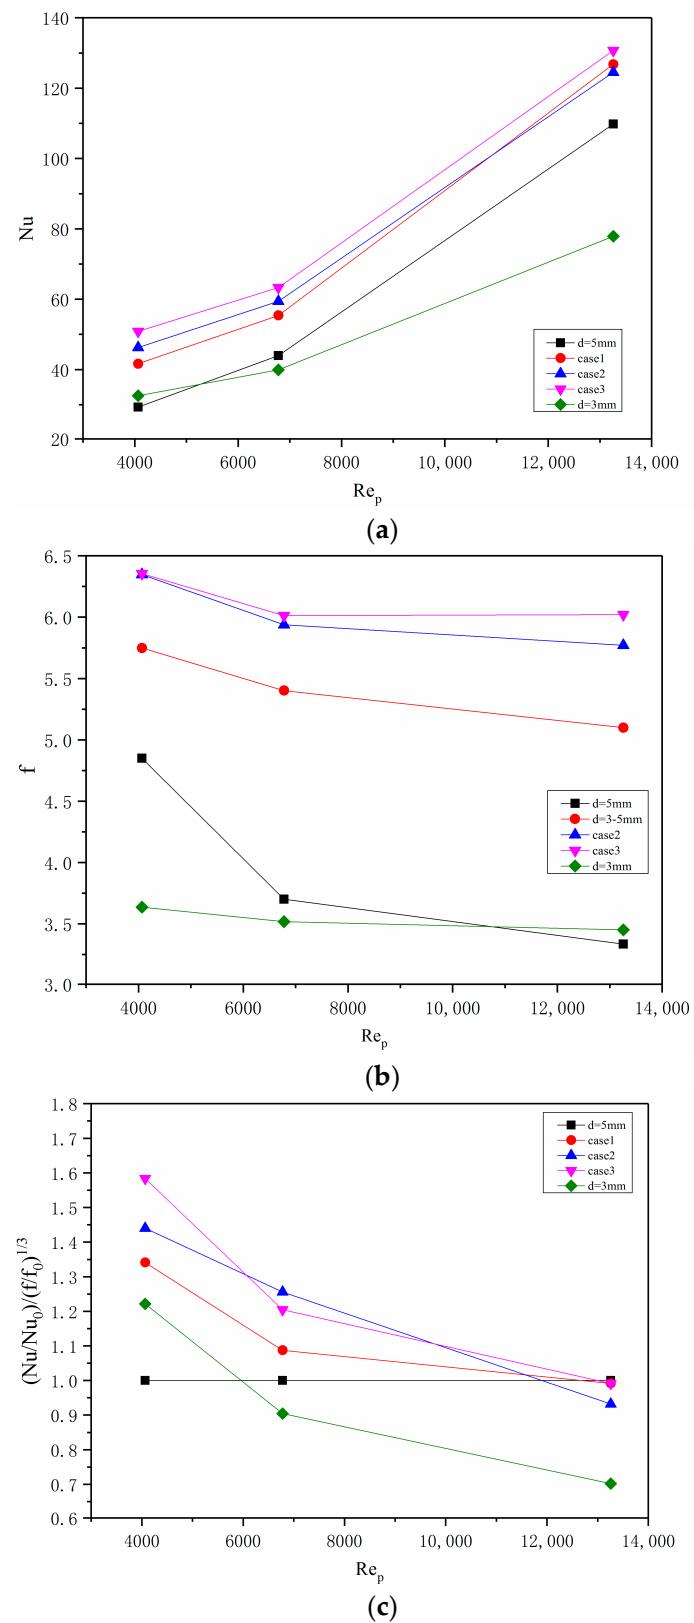 140
120
100
80
60
40
20
Nu
d=5mm
case1
case2
case3
d=3mm
4000 6000 8000 10,000 12,000 14,000
Re_p
(a)
6.5
6.0
5.5
5.0
4.5
4.0
3.5
3.0
f
d=5mm
d=3-5mm
case2
case3
d=3mm
4000 6000 8000 10,000 12,000 14,000
Re_p
(b)
1.8
1.7
1.6
1.5
1.4
1.3
1.2
1.1
1.0
0.9
0.8
0.7
0.6
(Nu/Nu_0)/(f/f_0)^{1/3}
d=5mm
case1
case2
case3
d=3mm
4000 6000 8000 10,000 12,000 14,000
Re_p
(c)